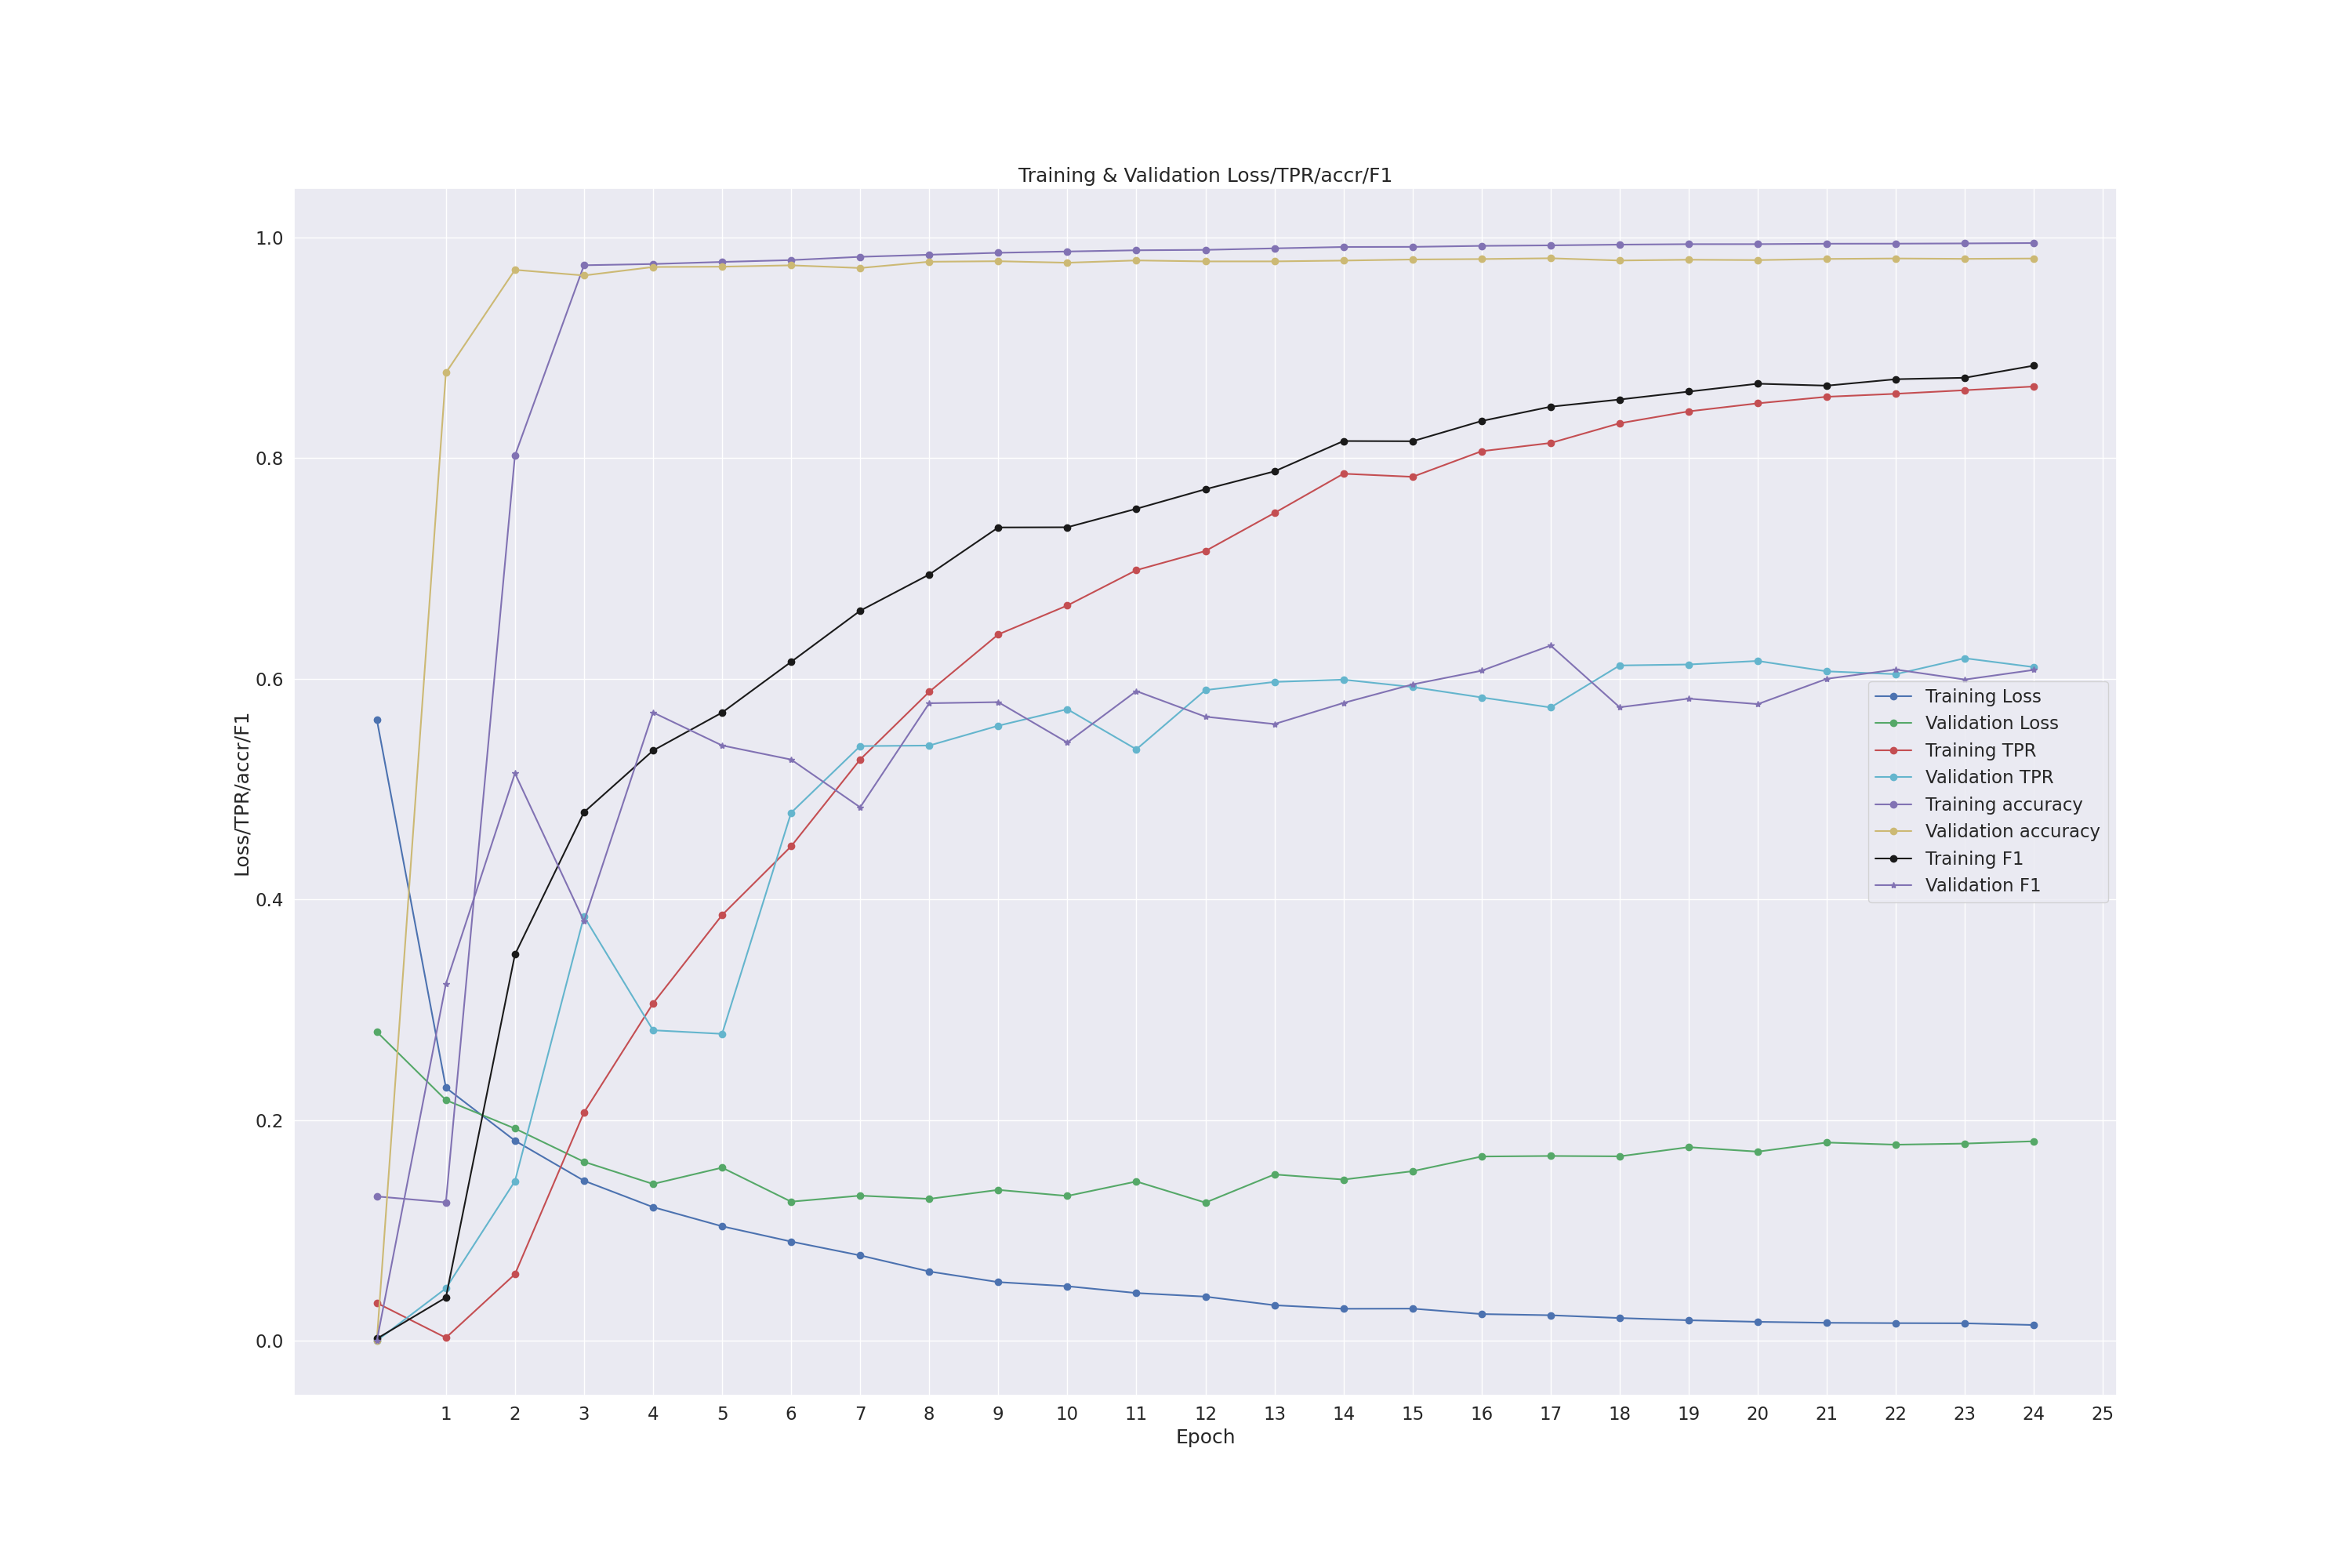 Training & Validation Loss/TPR/accr/F1
1.0
0.8
0.6
0.4
0.2
0.0
Loss/TPR/accr/F1
Training Loss
Validation Loss
Training TPR
Validation TPR
Training accuracy
Validation accuracy
Training F1
Validation F1
1 2 3 4 5 6 7 8 9 10 11 12 13 14 15 16 17 18 19 20 21 22 23 24 25
Epoch